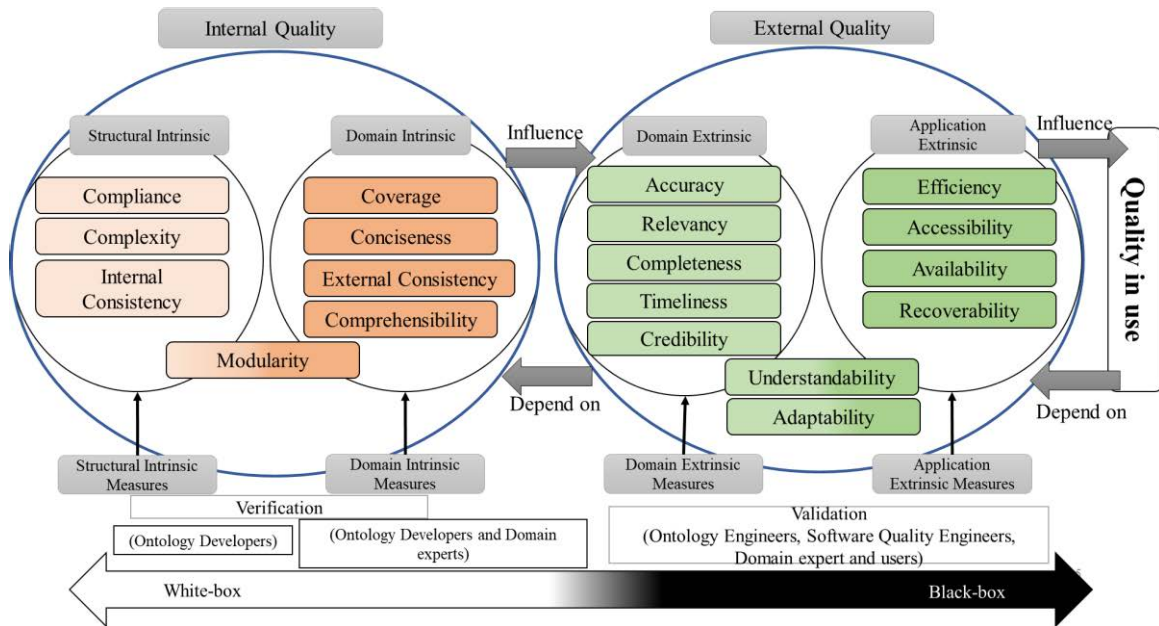 Internal Quality
External Quality
Structural Intrinsic
Domain Intrinsic
Influence
Domain Extrinsic
Application
Extrinsic
Influence
Compliance
Complexity
Internal
Consistency
Coverage
Conciseness
External Consistency
Comprehensibility
Modularity
Accuracy
Relevancy
Completeness
Timeliness
Credibility
Efficiency
Accessibility
Availability
Recoverability
Understandability
Adaptability
Quality in use
Depend on
Depend on
Structural Intrinsic
Measures
Domain Intrinsic
Measures
Domain Extrinsic
Measures
Application
Extrinsic Measures
Verification
(Ontology Developers)
(Ontology Developers and Domain
experts)
Validation
(Ontology Engineers, Software Quality Engineers,
Domain expert and users)
White-box
Black-box